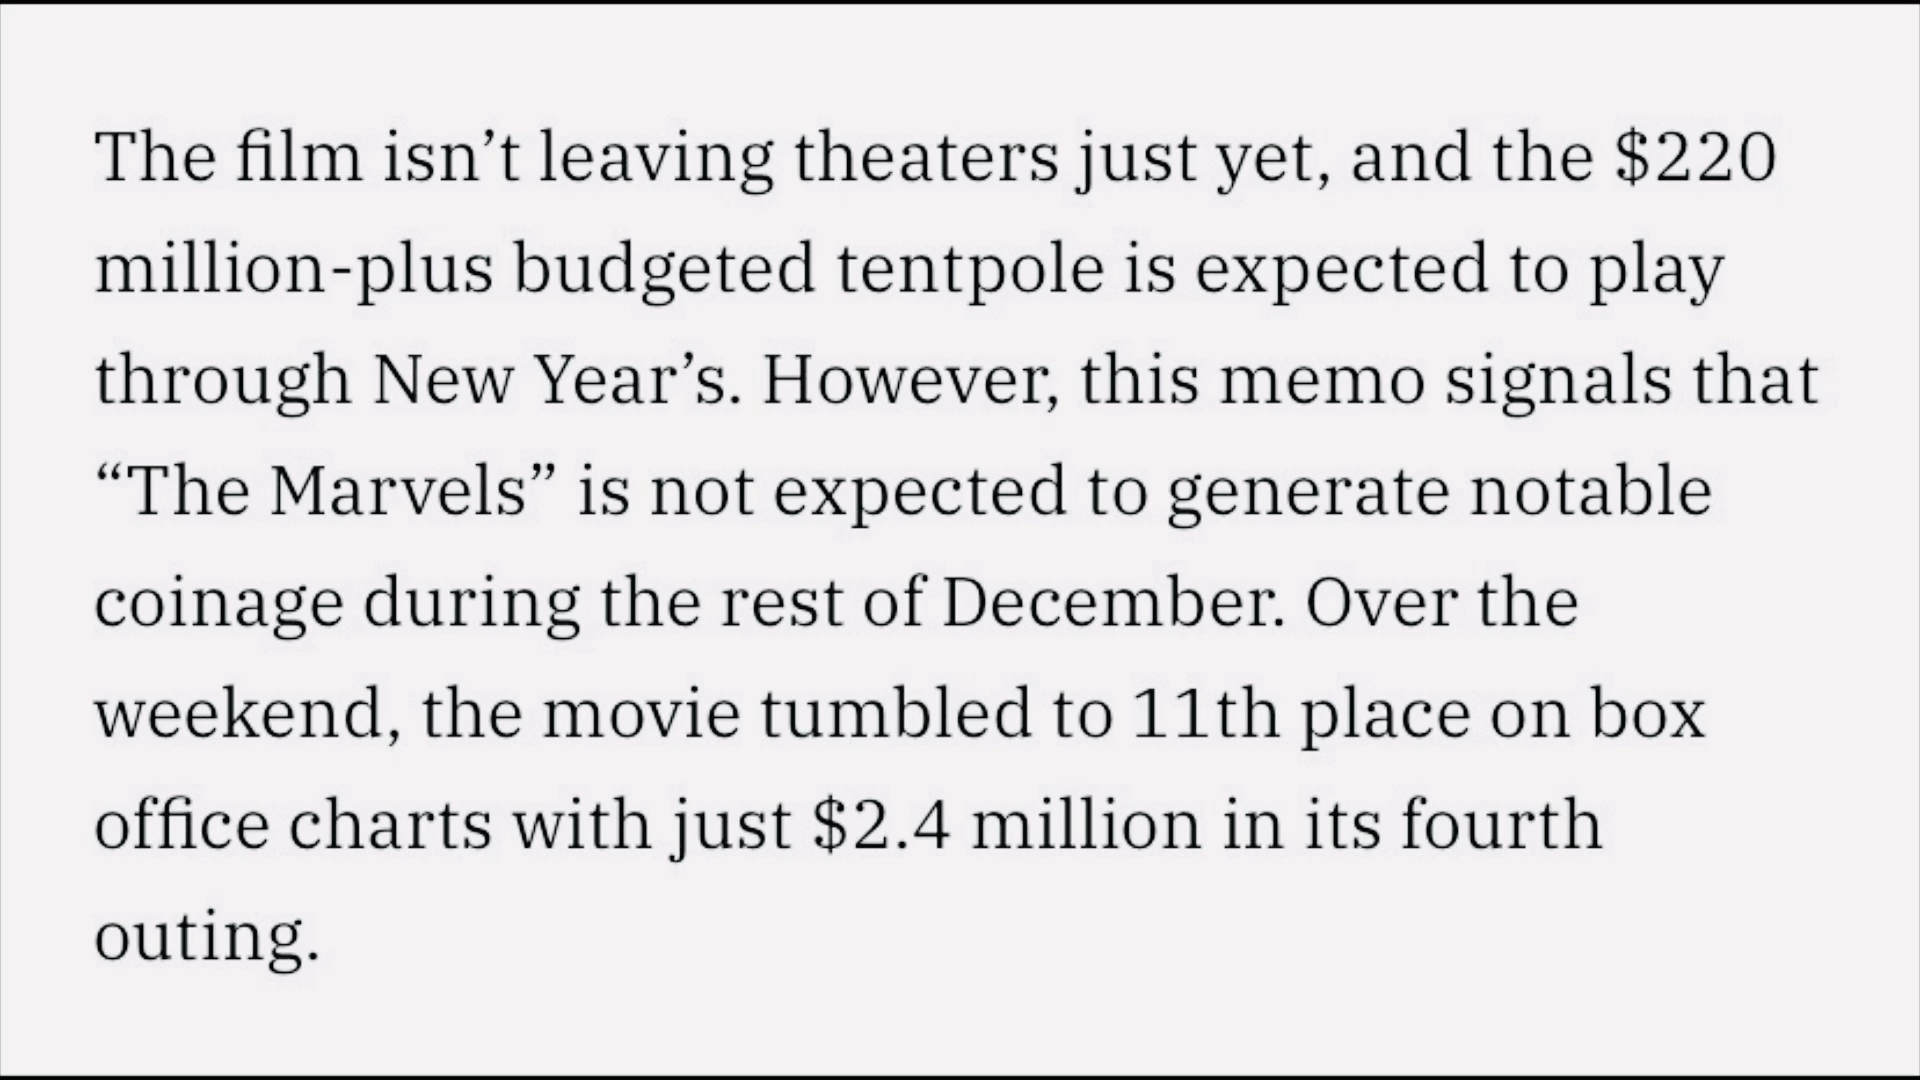 The film isn’t leaving theaters just yet, and the $220
million-plus budgeted tentpole is expected to play
through New Year’s. However, this memo signals that
“The Marvels” is not expected to generate notable
coinage during the rest of December. Over the
weekend, the movie tumbled to 11th place on box
office charts with just $2.4 million in its fourth
outing.